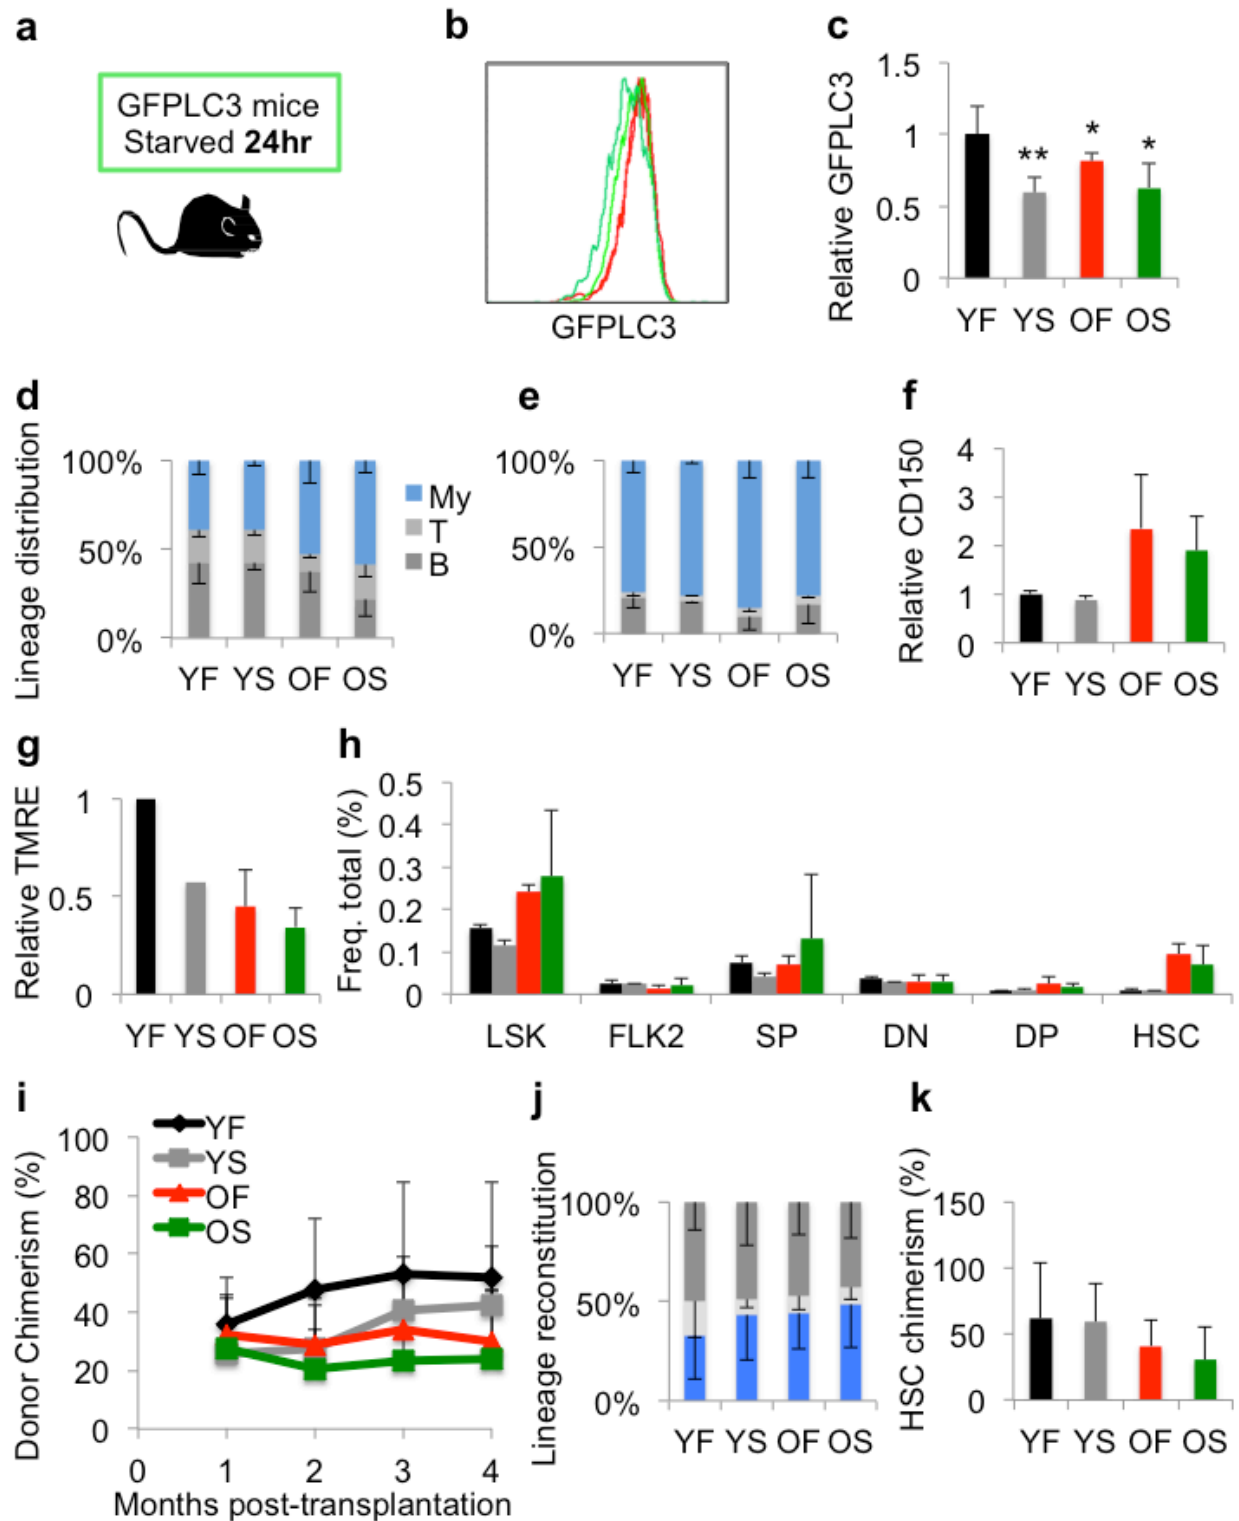 a
GFPLC3 mice
Starved 24hr
b
GFPLC3
c
Relative GFPLC3
1.5
1
0.5
0
**
*
*
YF YS OF OS
d
Lineage distribution
100%
50%
0%
YF YS OF OS
My
T
B
e
100%
50%
0%
YF YS OF OS
f
Relative CD150
4
3
2
1
0
YF YS OF OS
g
Relative TMRE
1
0.5
0
YF YS OF OS
h
Freq. total (%)
0.5
0.4
0.3
0.2
0.1
0
LSK FLK2 SP DN DP HSC
i
Donor Chimerism (%)
100
80
60
40
20
0
YF
YS
OF
OS
0 1 2 3 4
Months post-transplantation
j
Lineage reconstitution
100%
50%
0%
YF YS OF OS
k
HSC chimerism (%)
150
100
50
0
YF YS OF OS